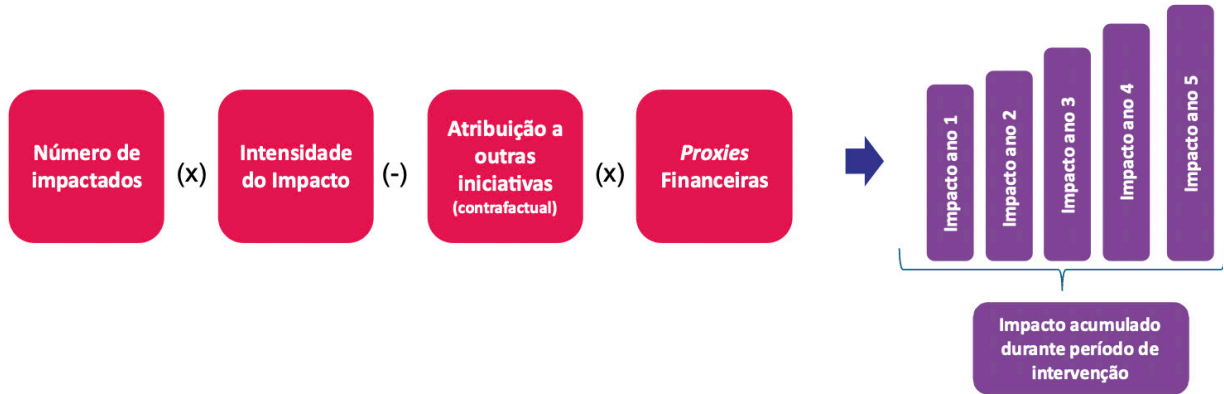 Número de
impactados
(x)
Intensidade
do Impacto
(-)
Atribuição a
outras
iniciativas
(contrafactual)
(x)
Proxies
Financeiras
Impacto ano 1
Impacto ano 2
Impacto ano 3
Impacto ano 4
Impacto ano 5
Impacto acumulado
durante período de
intervenção